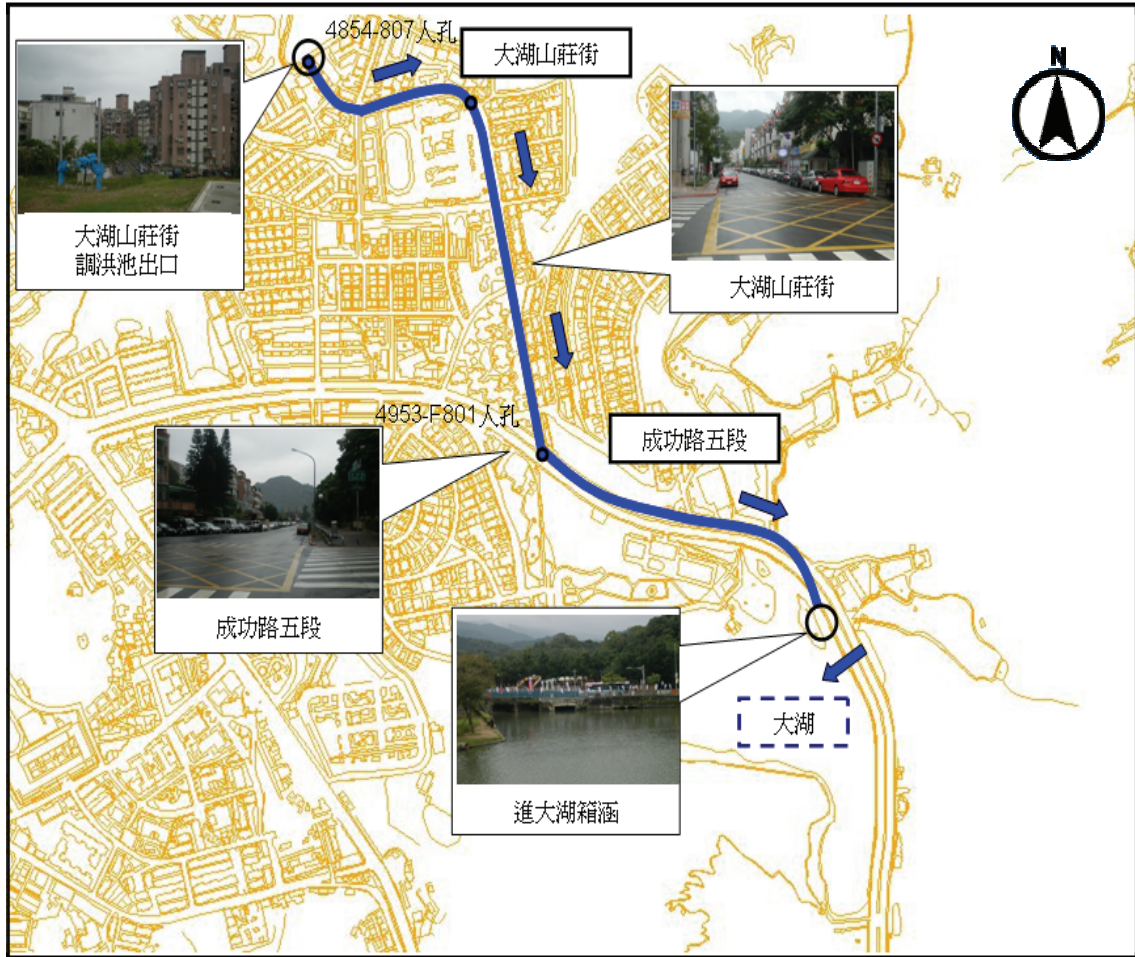 4854-807人孔
大湖山莊街
N
大湖山莊街
調洪池出口
大湖山莊街
4953-F801人孔
成功路五段
成功路五段
大湖
進大湖箱涵